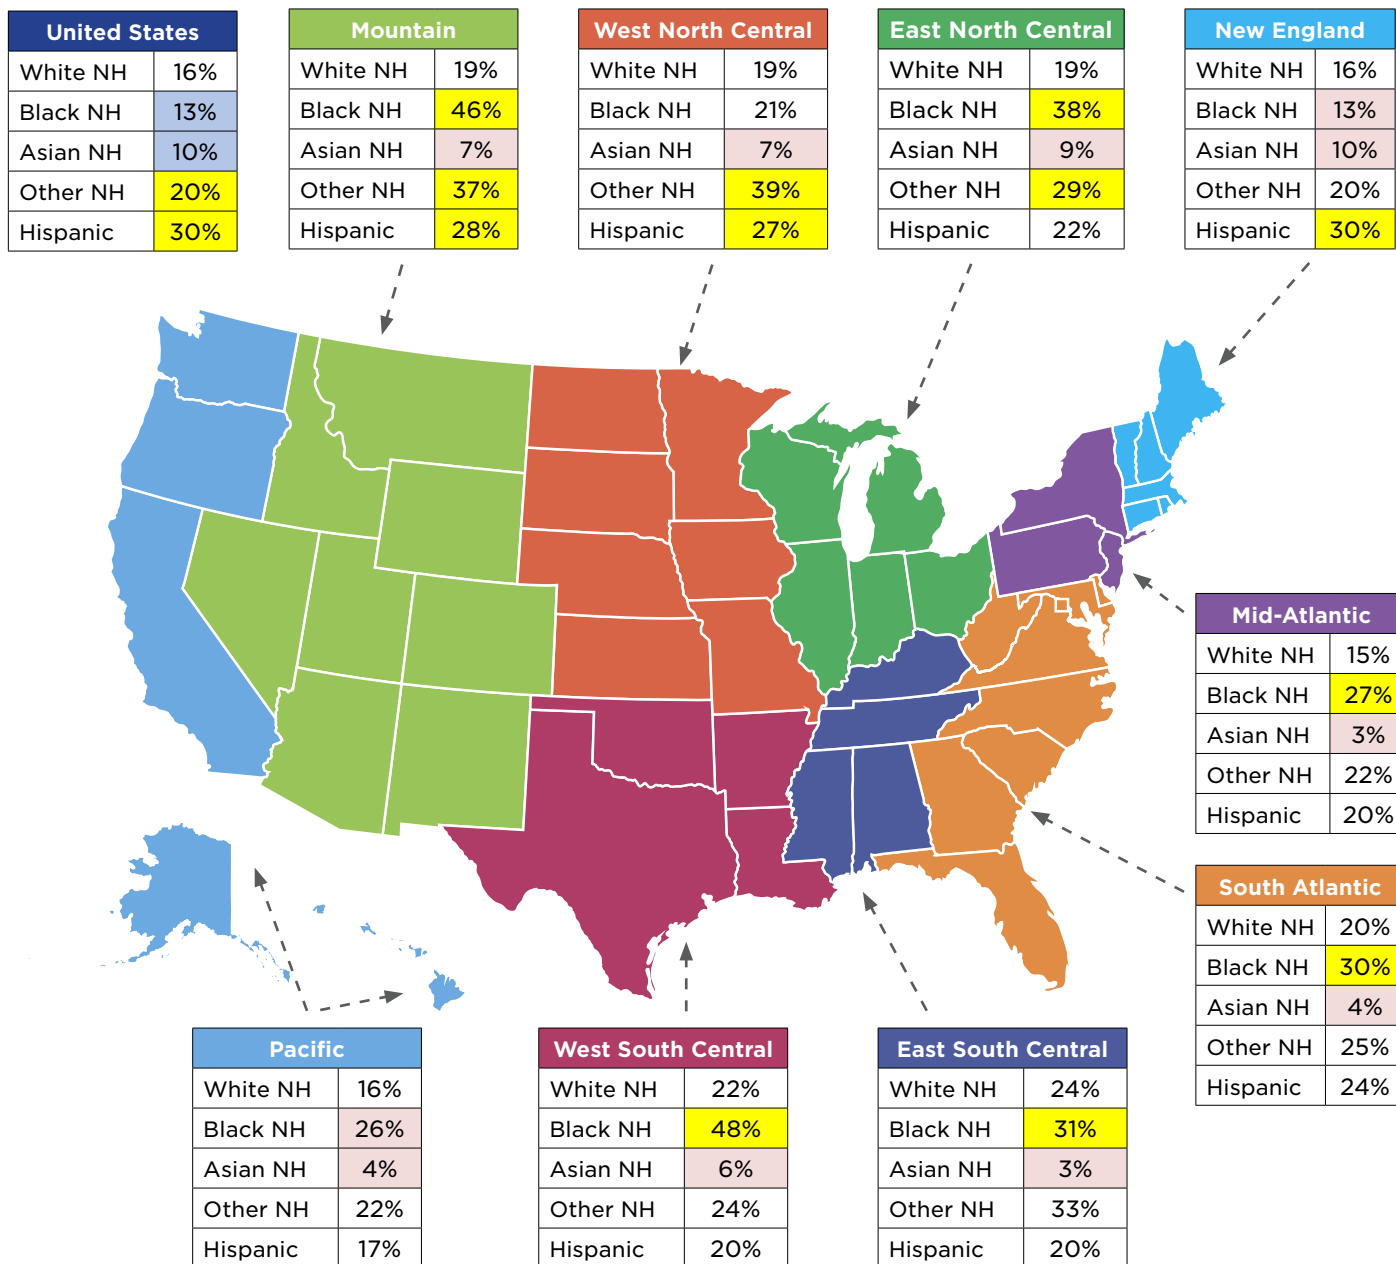 United States
White NH 16%
Black NH 13%
Asian NH 10%
Other NH 20%
Hispanic 30%
Mountain
White NH 19%
Black NH 46%
Asian NH 7%
Other NH 37%
Hispanic 28%
West North Central
White NH 19%
Black NH 21%
Asian NH 7%
Other NH 39%
Hispanic 27%
East North Central
White NH 19%
Black NH 38%
Asian NH 9%
Other NH 29%
Hispanic 22%
New England
White NH 16%
Black NH 13%
Asian NH 10%
Other NH 20%
Hispanic 30%
Mid-Atlantic
White NH 15%
Black NH 27%
Asian NH 3%
Other NH 22%
Hispanic 20%
South Atlantic
White NH 20%
Black NH 30%
Asian NH 4%
Other NH 25%
Hispanic 24%
Pacific
White NH 16%
Black NH 26%
Asian NH 4%
Other NH 22%
Hispanic 17%
West South Central
White NH 22%
Black NH 48%
Asian NH 6%
Other NH 24%
Hispanic 20%
East South Central
White NH 24%
Black NH 31%
Asian NH 3%
Other NH 33%
Hispanic 20%